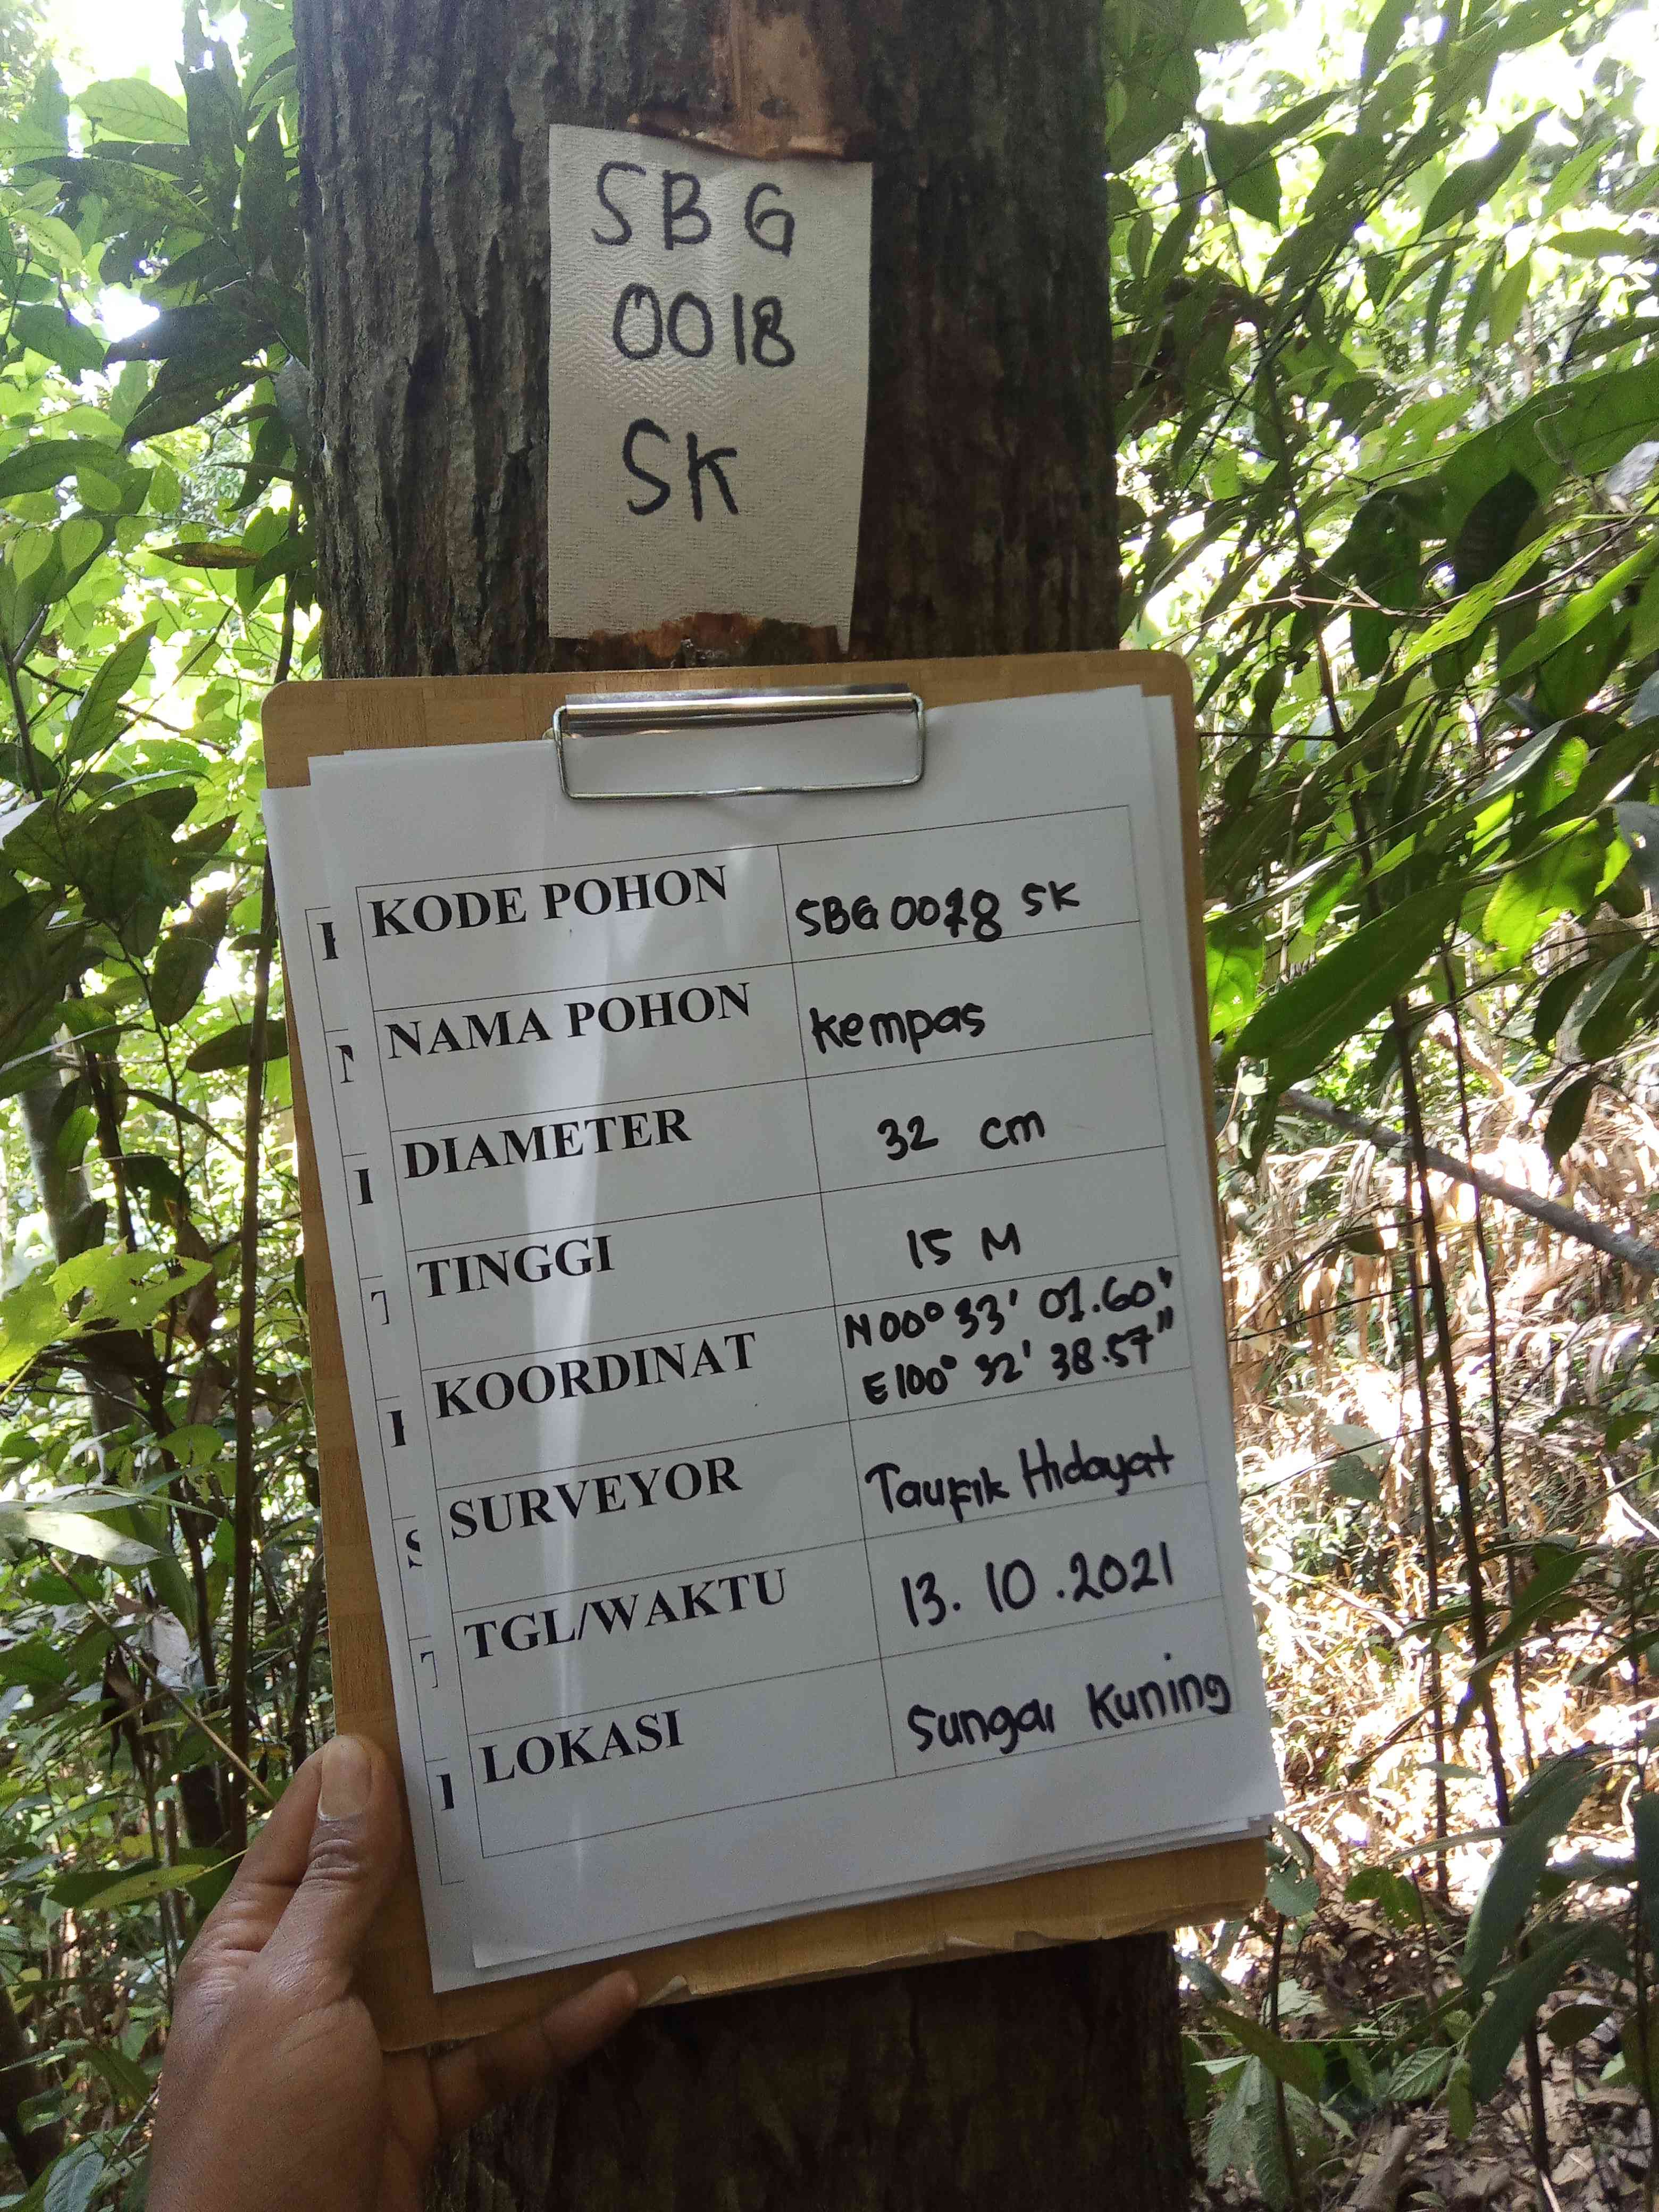 SBG
0018
SK
KODE POHON SBG 0018 SK
NAMA POHON Kempas
DIAMETER 32 cm
TINGGI 15 M
KOORDINAT N 00° 33' 01.60"
E 100° 32' 38.57"
SURVEYOR Taufik Hidayat
TGL/WAKTU 13.10.2021
LOKASI Sungai Kuning